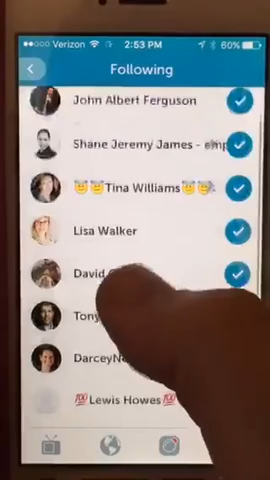 Verizon 2:53 PM 60%
Following
John Albert Ferguson
Shane Jeremy James -
😇😇Tina Williams😇😇
Lisa Walker
David
Tony
💯Lewis Howes💯